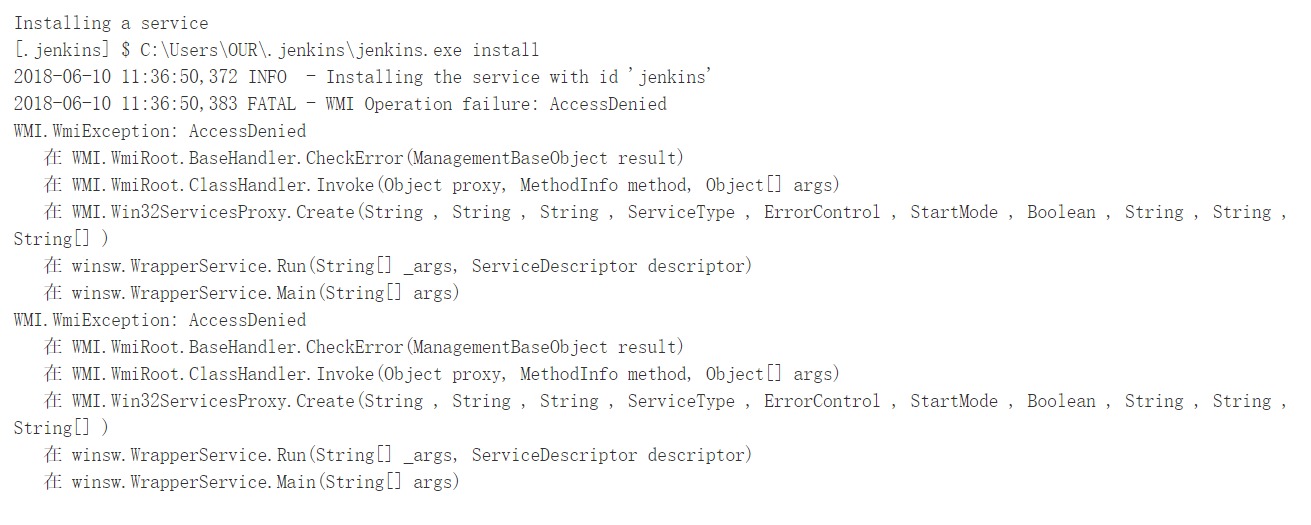 Installing a service
[.jenkins] $ C:\Users\OUR\.jenkins\jenkins.exe install
2018-06-10 11:36:50,372 INFO  - Installing the service with id 'jenkins'
2018-06-10 11:36:50,383 FATAL - WMI Operation failure: AccessDenied
WMI.WmiException: AccessDenied
   在 WMI.WmiRoot.BaseHandler.CheckError(ManagementBaseObject result)
   在 WMI.WmiRoot.ClassHandler.Invoke(Object proxy, MethodInfo method, Object[] args)
   在 WMI.Win32ServicesProxy.Create(String , String , String , ServiceType , ErrorControl , StartMode , Boolean , String , String ,
String[] )
   在 winsw.WrapperService.Run(String[] _args, ServiceDescriptor descriptor)
   在 winsw.WrapperService.Main(String[] args)
WMI.WmiException: AccessDenied
   在 WMI.WmiRoot.BaseHandler.CheckError(ManagementBaseObject result)
   在 WMI.WmiRoot.ClassHandler.Invoke(Object proxy, MethodInfo method, Object[] args)
   在 WMI.Win32ServicesProxy.Create(String , String , String , ServiceType , ErrorControl , StartMode , Boolean , String , String ,
String[] )
   在 winsw.WrapperService.Run(String[] _args, ServiceDescriptor descriptor)
   在 winsw.WrapperService.Main(String[] args)